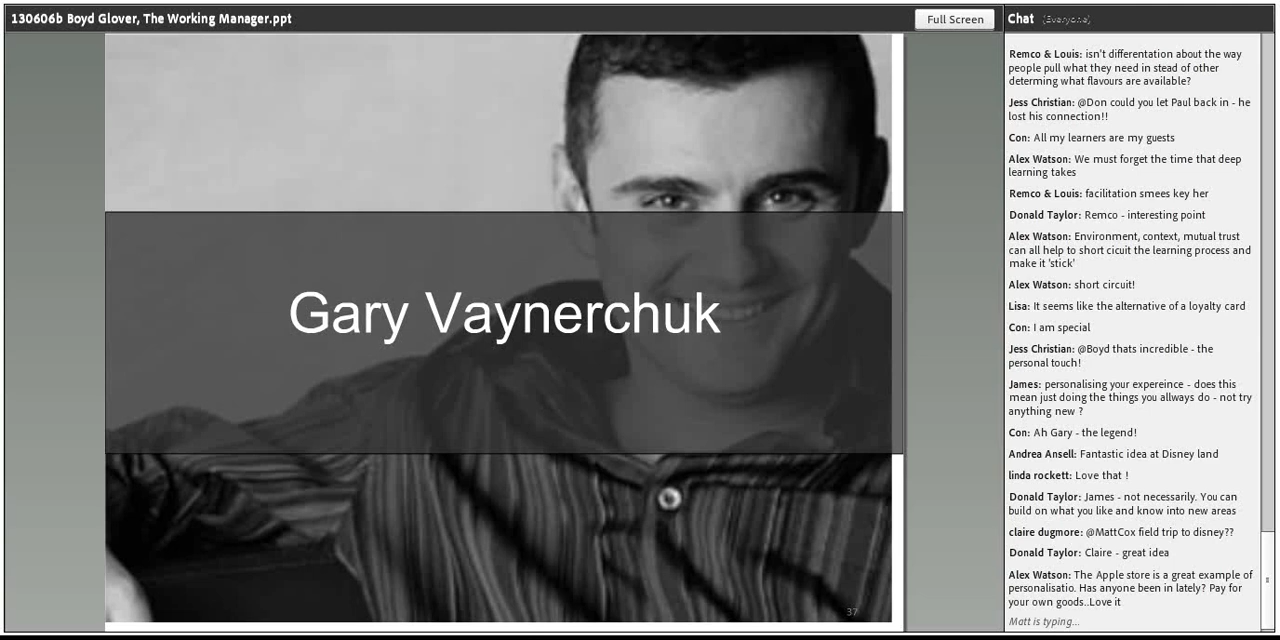 130606b Boyd Glover, The Working Manager.ppt
Full Screen
Chat (Everyone)
Gary Vaynerchuk
37
Remco & Louis: isn't differentation about the way
people pull what they need in stead of other
determing what flavours are available?
Jess Christian: @Don could you let Paul back in - he
lost his connection!!
Con: All my learners are my guests
Alex Watson: We must forget the time that deep
learning takes
Remco & Louis: facilitation smees key her
Donald Taylor: Remco - interesting point
Alex Watson: Environment, context, mutual trust
can all help to short cicuit the learning process and
make it 'stick'
Alex Watson: short circuit!
Lisa: It seems like the alternative of a loyalty card
Con: I am special
Jess Christian: @Boyd thats incredible - the
personal touch!
James: personalising your expereince - does this
mean just doing the things you allways do - not try
anything new ?
Con: Ah Gary - the legend!
Andrea Ansell: Fantastic idea at Disney land
linda rockett: Love that !
Donald Taylor: James - not necessarily. You can
build on what you like and know into new areas
claire dugmore: @MattCox field trip to disney??
Donald Taylor: Claire - great idea
Alex Watson: The Apple store is a great example of
personalisatio. Has anyone been in lately? Pay for
your own goods..Love it
Matt is typing...